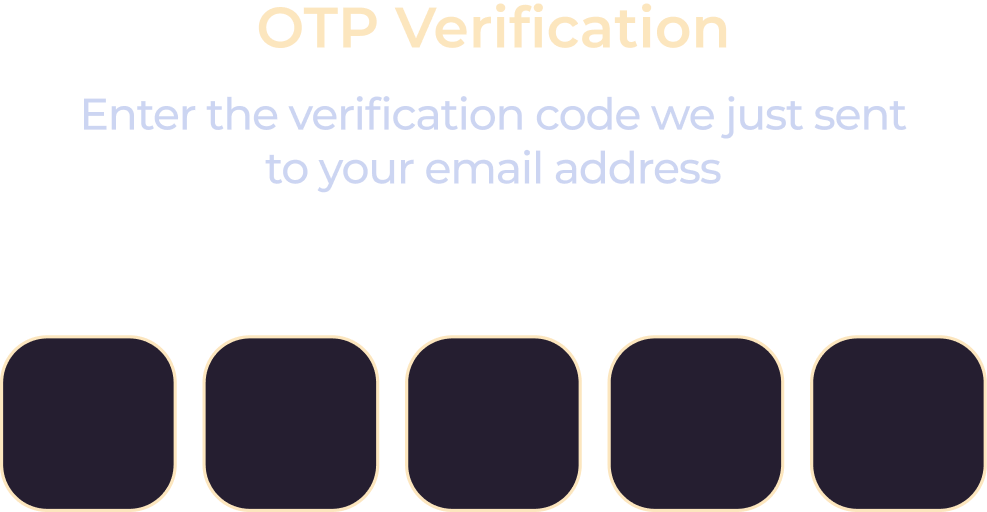 OTP Verification
Enter the verification code we just sent
to your email address